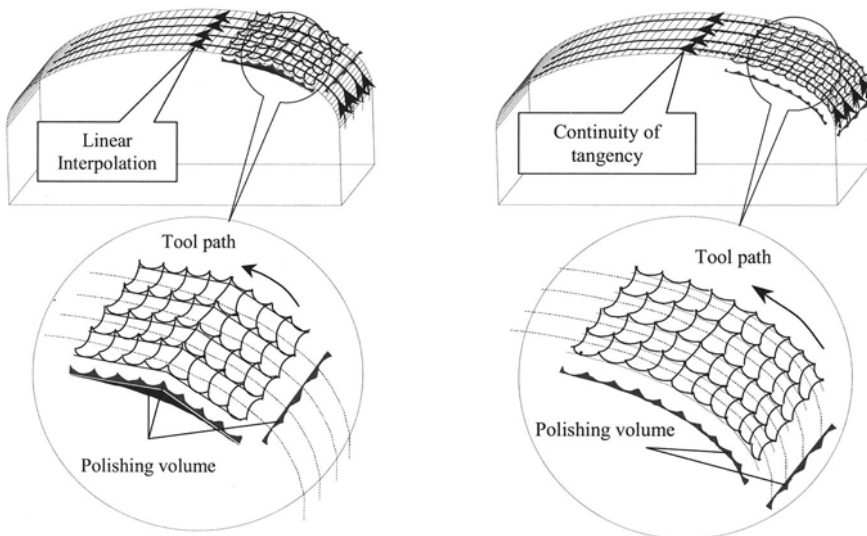 Linear
Interpolation
Continuity of
tangency
Tool path
Tool path
Polishing volume
Polishing volume